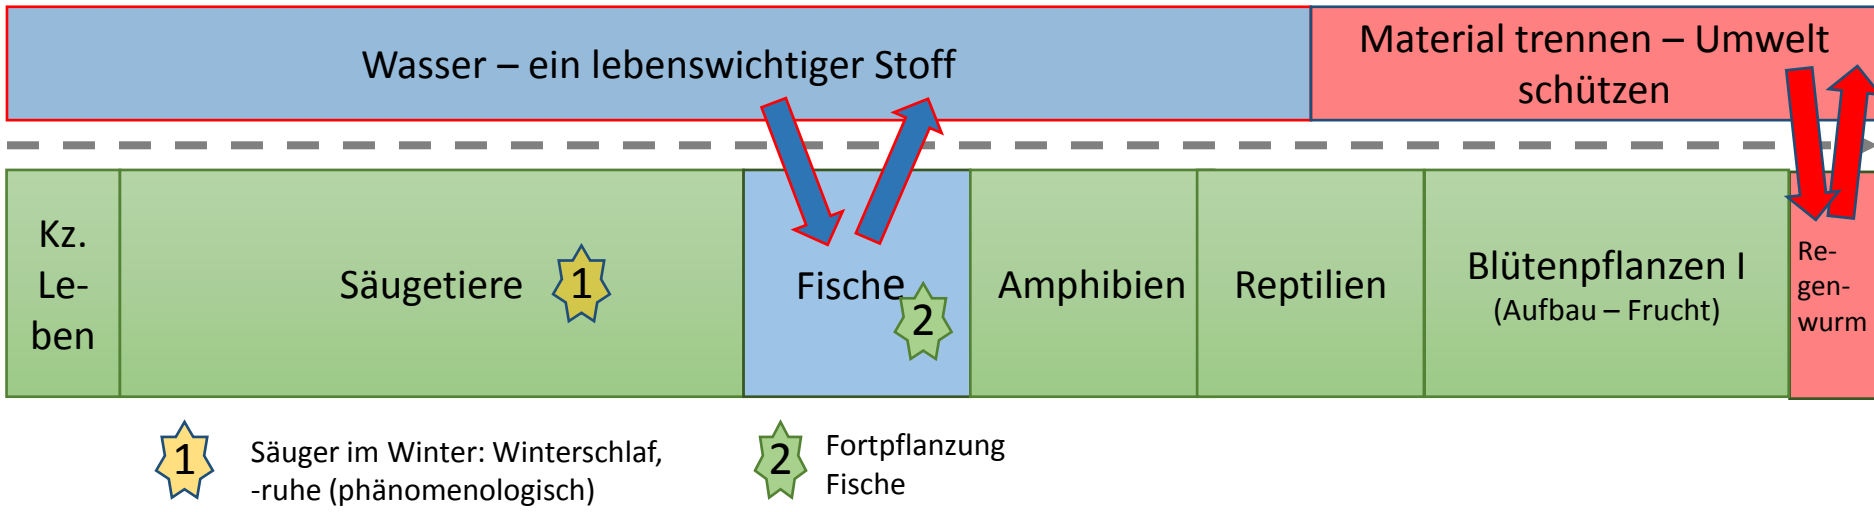 Wasser – ein lebenswichtiger Stoff
Material trennen – Umwelt
schützen
Kz.
Le-
ben
Säugetiere
1
Fische
2
Amphibien
Reptilien
Blütenpflanzen I
(Aufbau – Frucht)
Re-
gen-
wurm
1
Säuger im Winter: Winterschlaf,
-ruhe (phänomenologisch)
2
Fortpflanzung
Fische